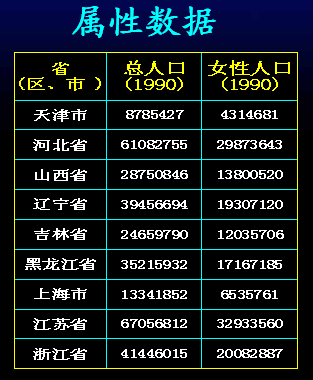 属性数据
省 总人口 女性人口
(区、市) (1990) (1990)
天津市 8785427 4314681
河北省 61082755 29873643
山西省 28750846 13800520
辽宁省 39456694 19307120
吉林省 24659790 12035706
黑龙江省 35215932 17167185
上海市 13341852 6535761
江苏省 67056812 32933560
浙江省 41446015 20082887